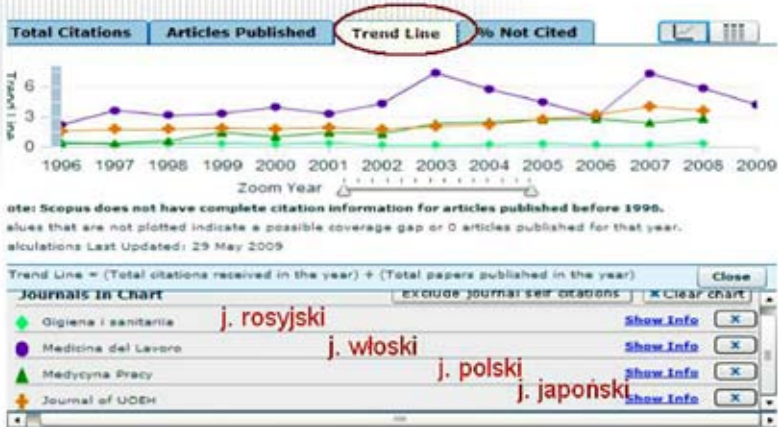 Total Citations Articles Published Trend Line % Not Cited
Trend Line
6
3
0
1996 1997 1998 1999 2000 2001 2002 2003 2004 2005 2006 2007 2008 2009
Zoom Year
ote: Scopus does not have complete citation information for articles published before 1996.
alues that are not plotted indicate a possible coverage gap or 0 articles published for that year.
alculations Last Updated: 29 May 2009
Trend Line = (Total citations received in the year) ÷ (Total papers published in the year) Close
Journals In Chart Exclude journal self citations × Clear chart
Gigiena i sanitariia j. rosyjski Show Info ×
Medicina del Lavoro j. włoski Show Info ×
Medycyna Pracy j. polski Show Info ×
Journal of UOEH j. japoński Show Info ×